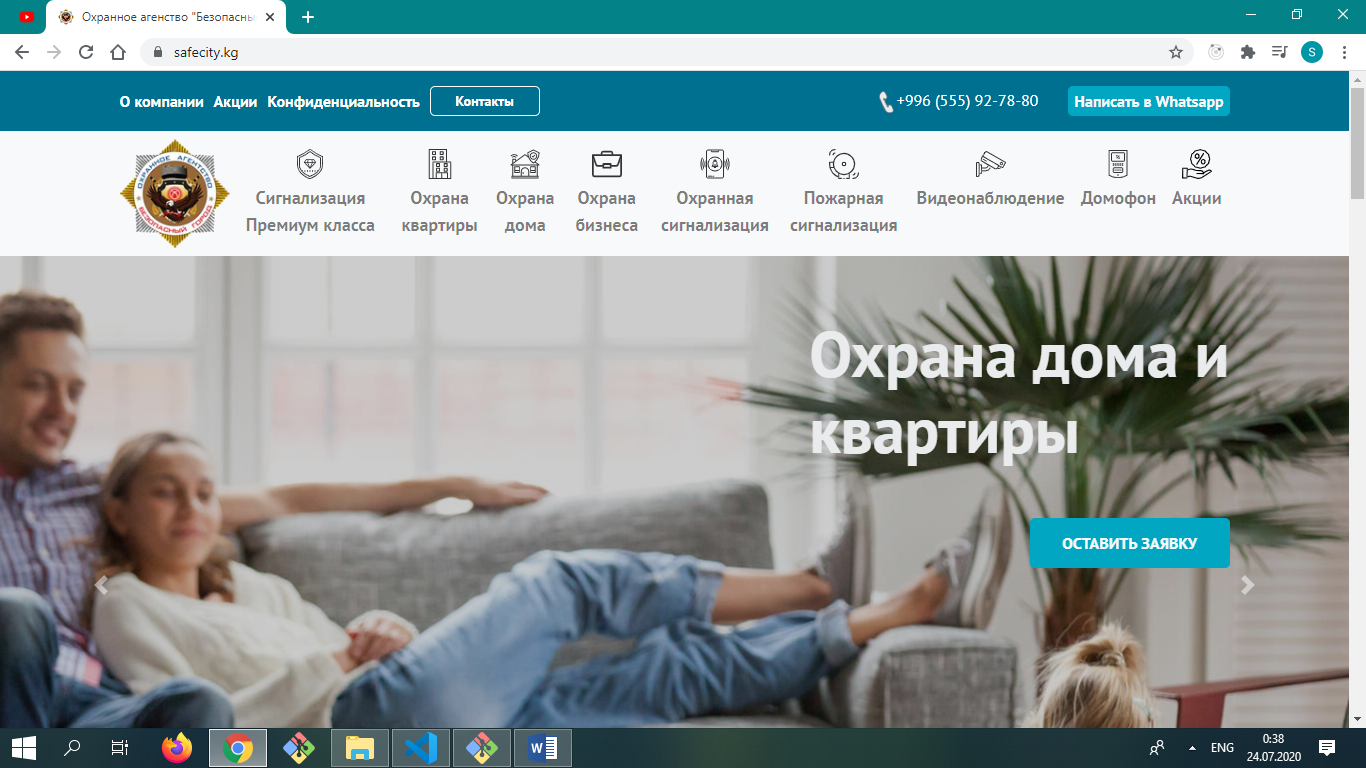 Охранное агенство "Безопасны
safecity.kg
S
О компании Акции Конфиденциальность Контакты
+996 (555) 92-78-80
Написать в Whatsapp
ОХРАННОЕ АГЕНТСТВО
БЕЗОПАСНЫЙ ГОРОД
Сигнализация
Премиум класса
Охрана
квартиры
Охрана
дома
Охрана
бизнеса
Охранная
сигнализация
Пожарная
сигнализация
Видеонаблюдение
Домофон
Акции
Охрана дома и
квартиры
ОСТАВИТЬ ЗАЯВКУ
ENG
0:38
24.07.2020